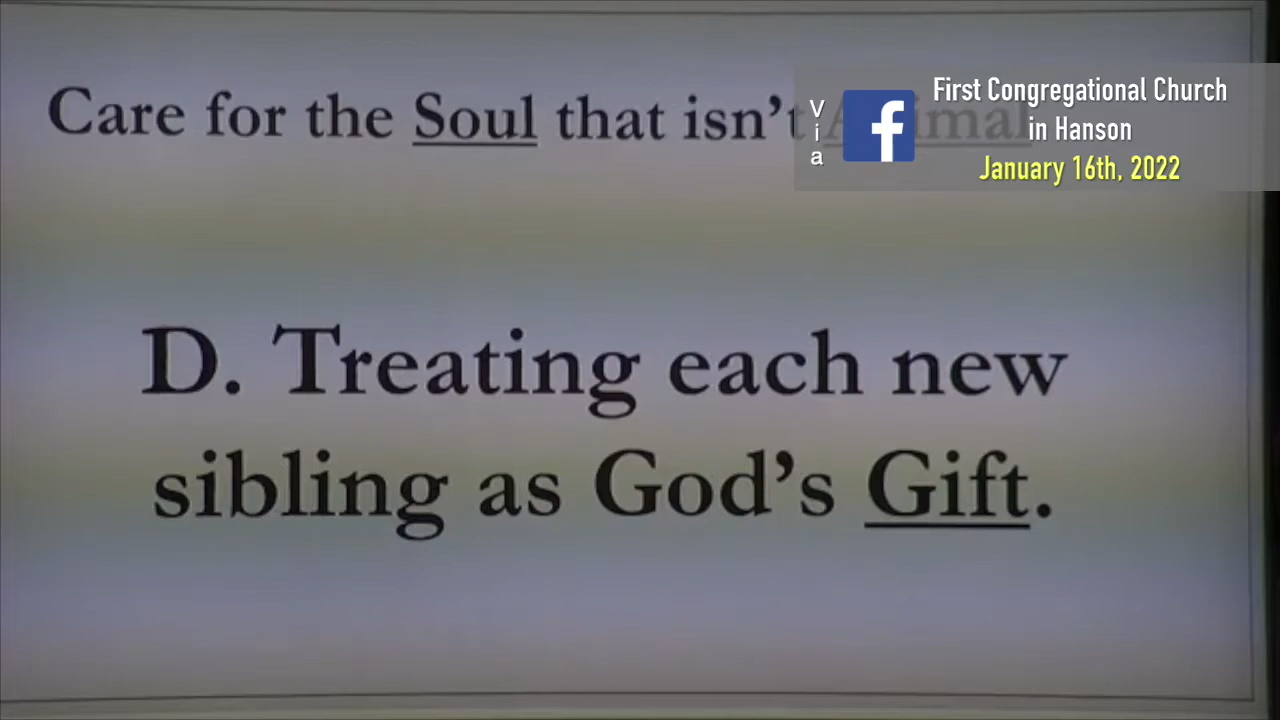 Care for the Soul that isn't Animal
Via
f
First Congregational Church
in Hanson
January 16th, 2022
D. Treating each new
sibling as God's Gift.